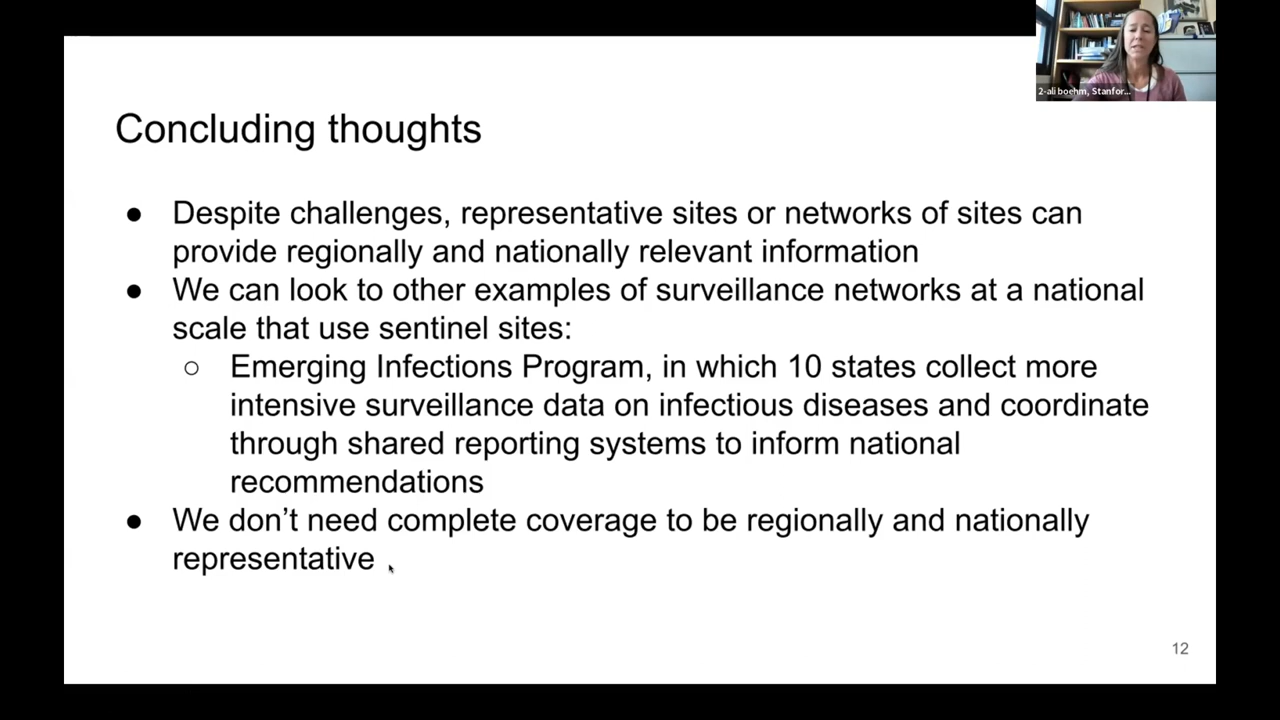 2-ali boehm, Stanfor...
Concluding thoughts
● Despite challenges, representative sites or networks of sites can
provide regionally and nationally relevant information
● We can look to other examples of surveillance networks at a national
scale that use sentinel sites:
○ Emerging Infections Program, in which 10 states collect more
intensive surveillance data on infectious diseases and coordinate
through shared reporting systems to inform national
recommendations
● We don’t need complete coverage to be regionally and nationally
representative
12